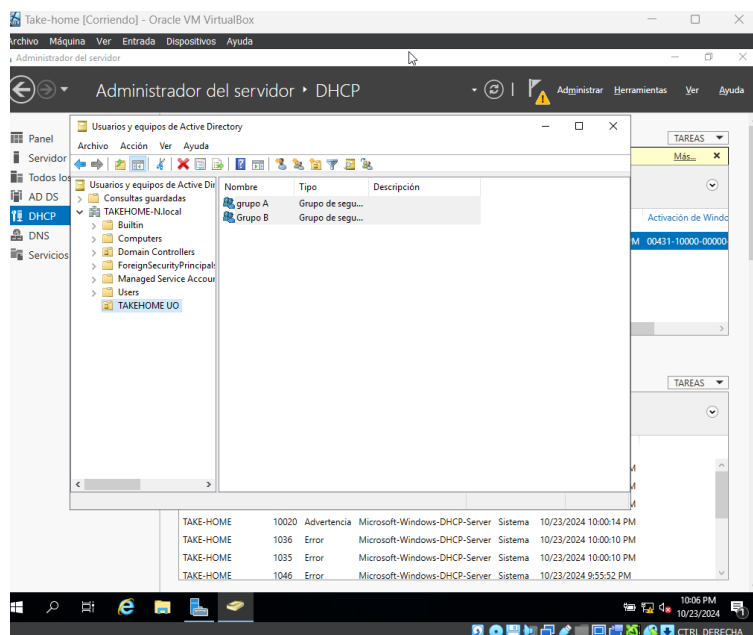 Take-home [Corriendo] - Oracle VM VirtualBox
Archivo Máquina Ver Entrada Dispositivos Ayuda
Administrador del servidor
Administrador del servidor ‣ DHCP
Administrar Herramientas Ver Ayuda
Panel
Servidor
Todos los
AD DS
DHCP
DNS
Servicios
Usuarios y equipos de Active Directory
Archivo Acción Ver Ayuda
Usuarios y equipos de Active Dir
Consultas guardadas
TAKEHOME-N.local
Builtin
Computers
Domain Controllers
ForeignSecurityPrincipals
Managed Service Accour
Users
TAKEHOME UO
Nombre Tipo Descripción
grupo A Grupo de segu...
Grupo B Grupo de segu...
TAREAS
Más...
Activación de Windo
PM 00431-10000-00000-
TAREAS
TAKE-HOME 10020 Advertencia Microsoft-Windows-DHCP-Server Sistema 10/23/2024 10:00:14 PM
TAKE-HOME 1036 Error Microsoft-Windows-DHCP-Server Sistema 10/23/2024 10:00:10 PM
TAKE-HOME 1035 Error Microsoft-Windows-DHCP-Server Sistema 10/23/2024 10:00:10 PM
TAKE-HOME 1046 Error Microsoft-Windows-DHCP-Server Sistema 10/23/2024 9:55:52 PM
10:06 PM
10/23/2024
CTRL DERECHA